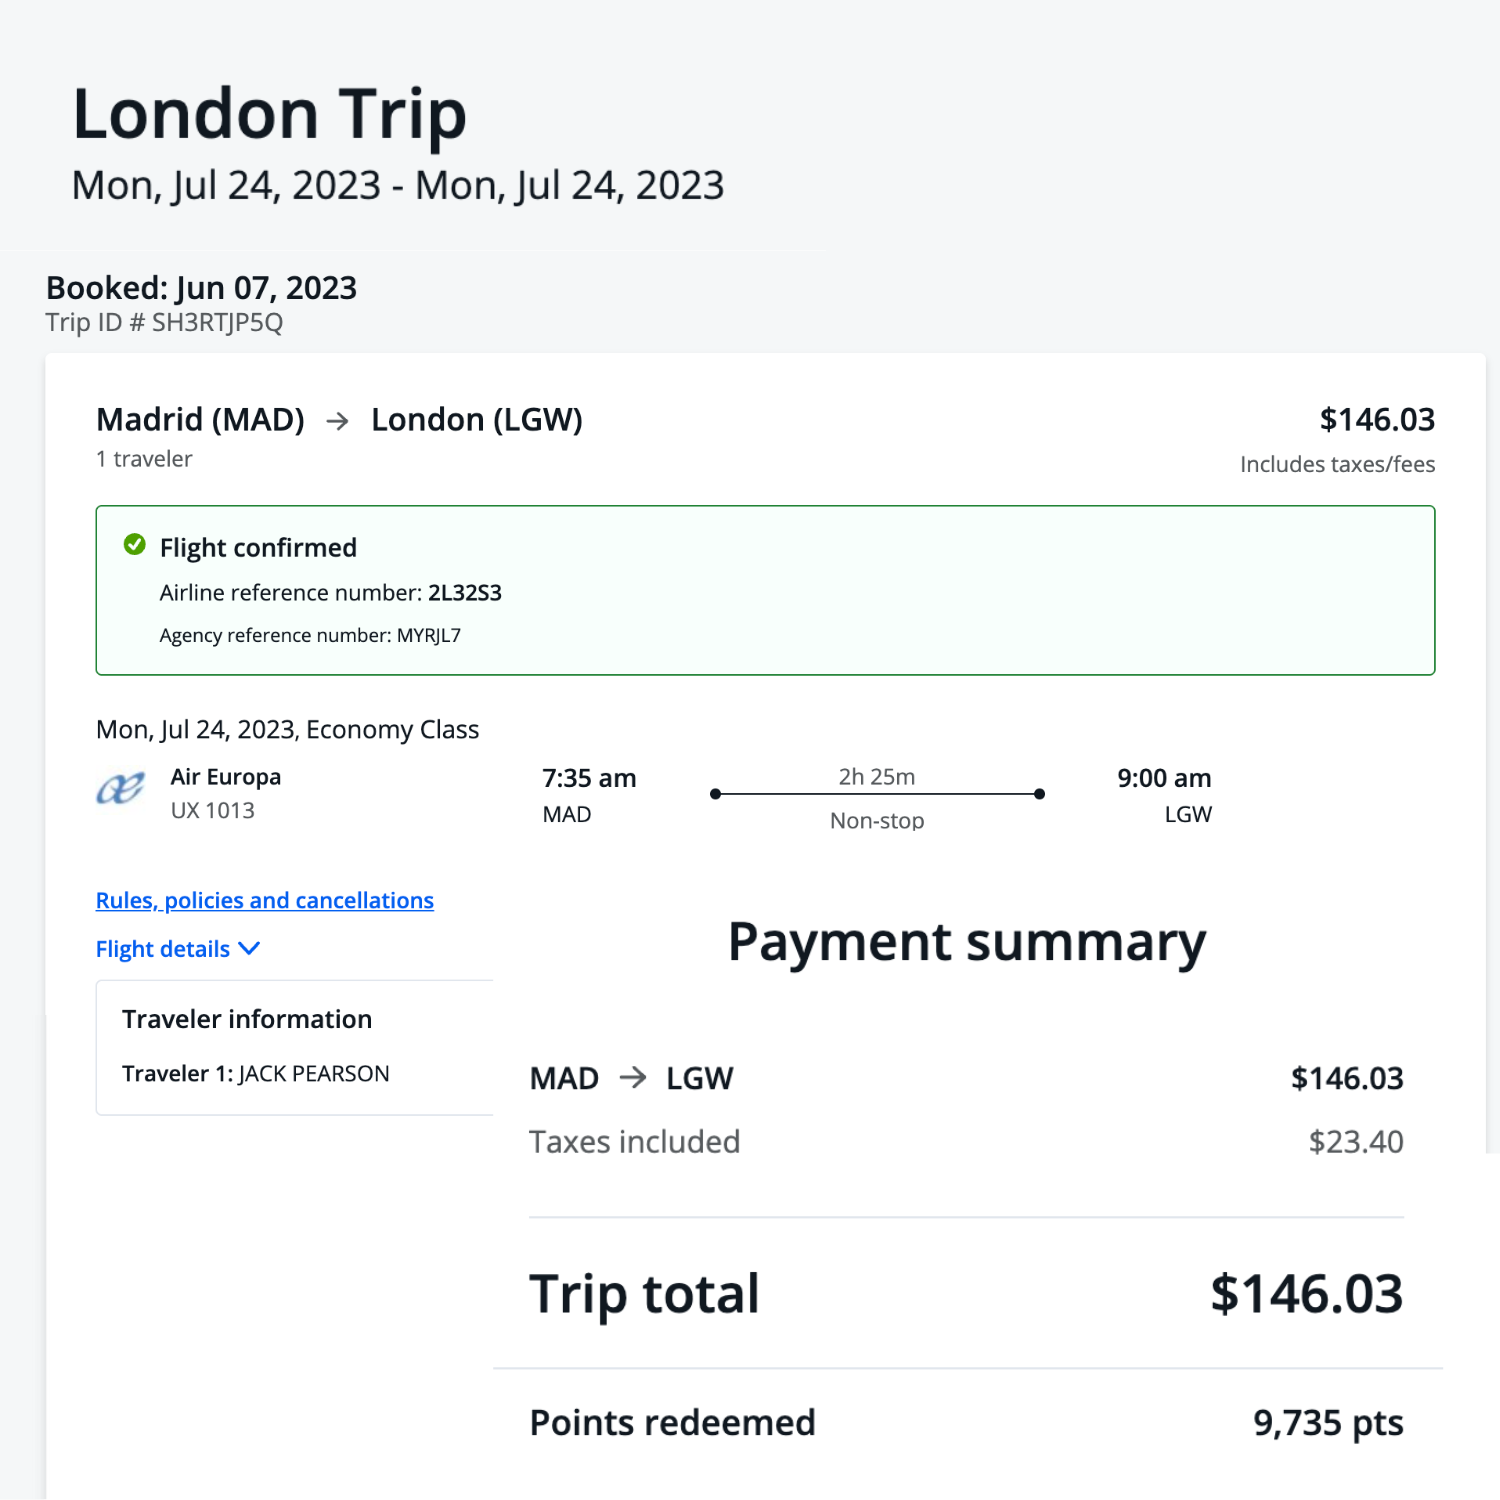 London Trip
Mon, Jul 24, 2023 - Mon, Jul 24, 2023
Booked: Jun 07, 2023
Trip ID # SH3RTJP5Q
Madrid (MAD) → London (LGW) $146.03
1 traveler Includes taxes/fees
Flight confirmed
Airline reference number: 2L32S3
Agency reference number: MYRJL7
Mon, Jul 24, 2023, Economy Class
æ Air Europa 7:35 am 2h 25m 9:00 am
UX 1013 MAD Non-stop LGW
Rules, policies and cancellations
Flight details
Payment summary
Traveler information
Traveler 1: JACK PEARSON
MAD → LGW $146.03
Taxes included $23.40
Trip total $146.03
Points redeemed 9,735 pts